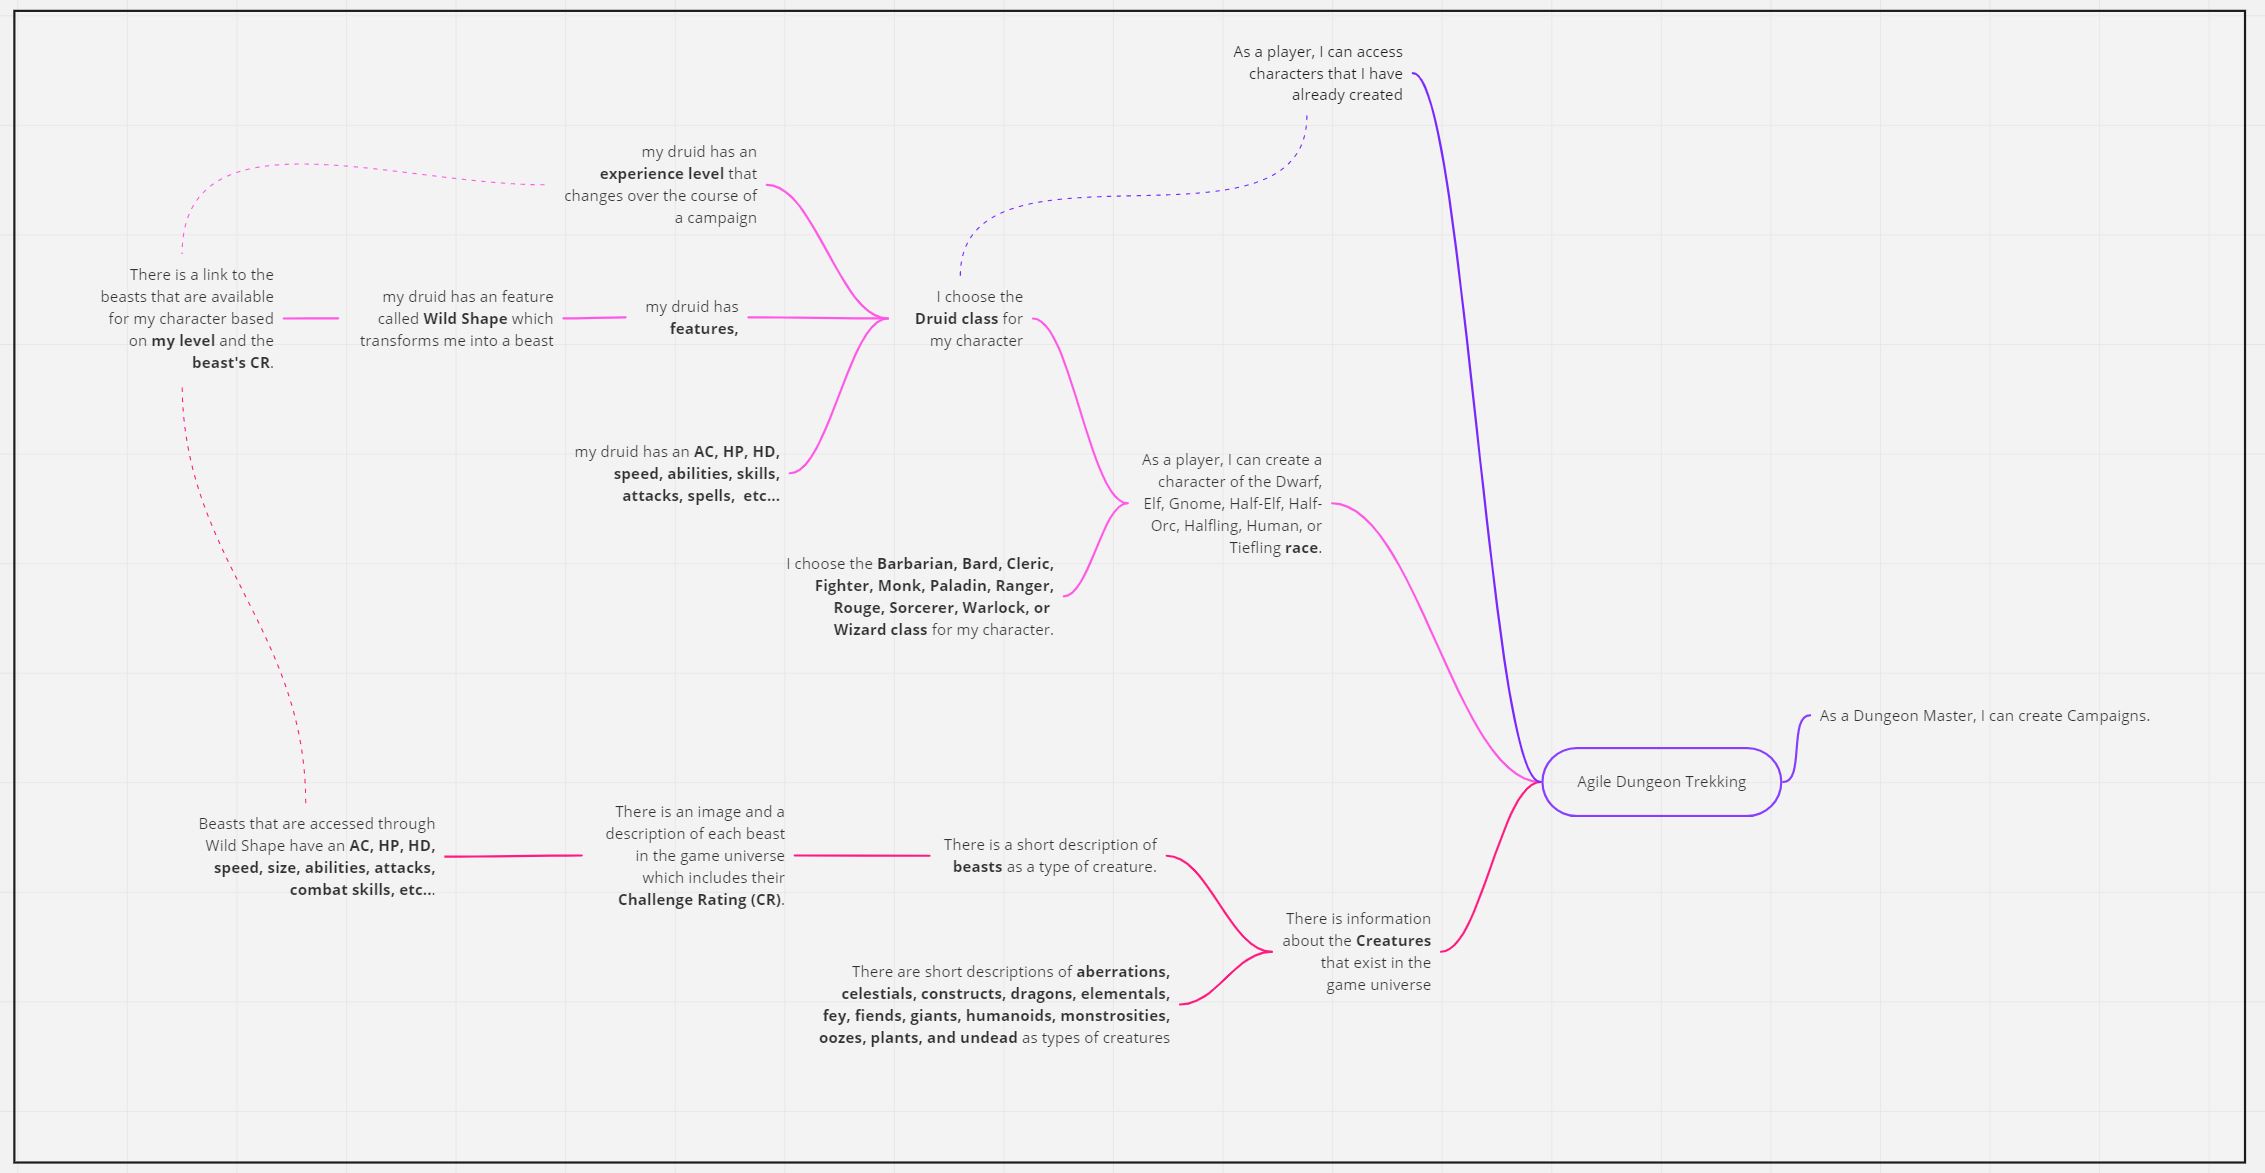 As a player, I can access
characters that I have
already created
my druid has an
experience level that
changes over the course of
a campaign
There is a link to the
beasts that are available
for my character based
on my level and the
beast's CR.
my druid has an feature
called Wild Shape which
transforms me into a beast
my druid has
features,
I choose the
Druid class for
my character
my druid has an AC, HP, HD,
speed, abilities, skills,
attacks, spells, etc...
As a player, I can create a
character of the Dwarf,
Elf, Gnome, Half-Elf, Half-
Orc, Halfling, Human, or
Tiefling race.
I choose the Barbarian, Bard, Cleric,
Fighter, Monk, Paladin, Ranger,
Rouge, Sorcerer, Warlock, or
Wizard class for my character.
As a Dungeon Master, I can create Campaigns.
Agile Dungeon Trekking
Beasts that are accessed through
Wild Shape have an AC, HP, HD,
speed, size, abilities, attacks,
combat skills, etc...
There is an image and a
description of each beast
in the game universe
which includes their
Challenge Rating (CR).
There is a short description of
beasts as a type of creature.
There is information
about the Creatures
that exist in the
game universe
There are short descriptions of aberrations,
celestials, constructs, dragons, elementals,
fey, fiends, giants, humanoids, monstrosities,
oozes, plants, and undead as types of creatures